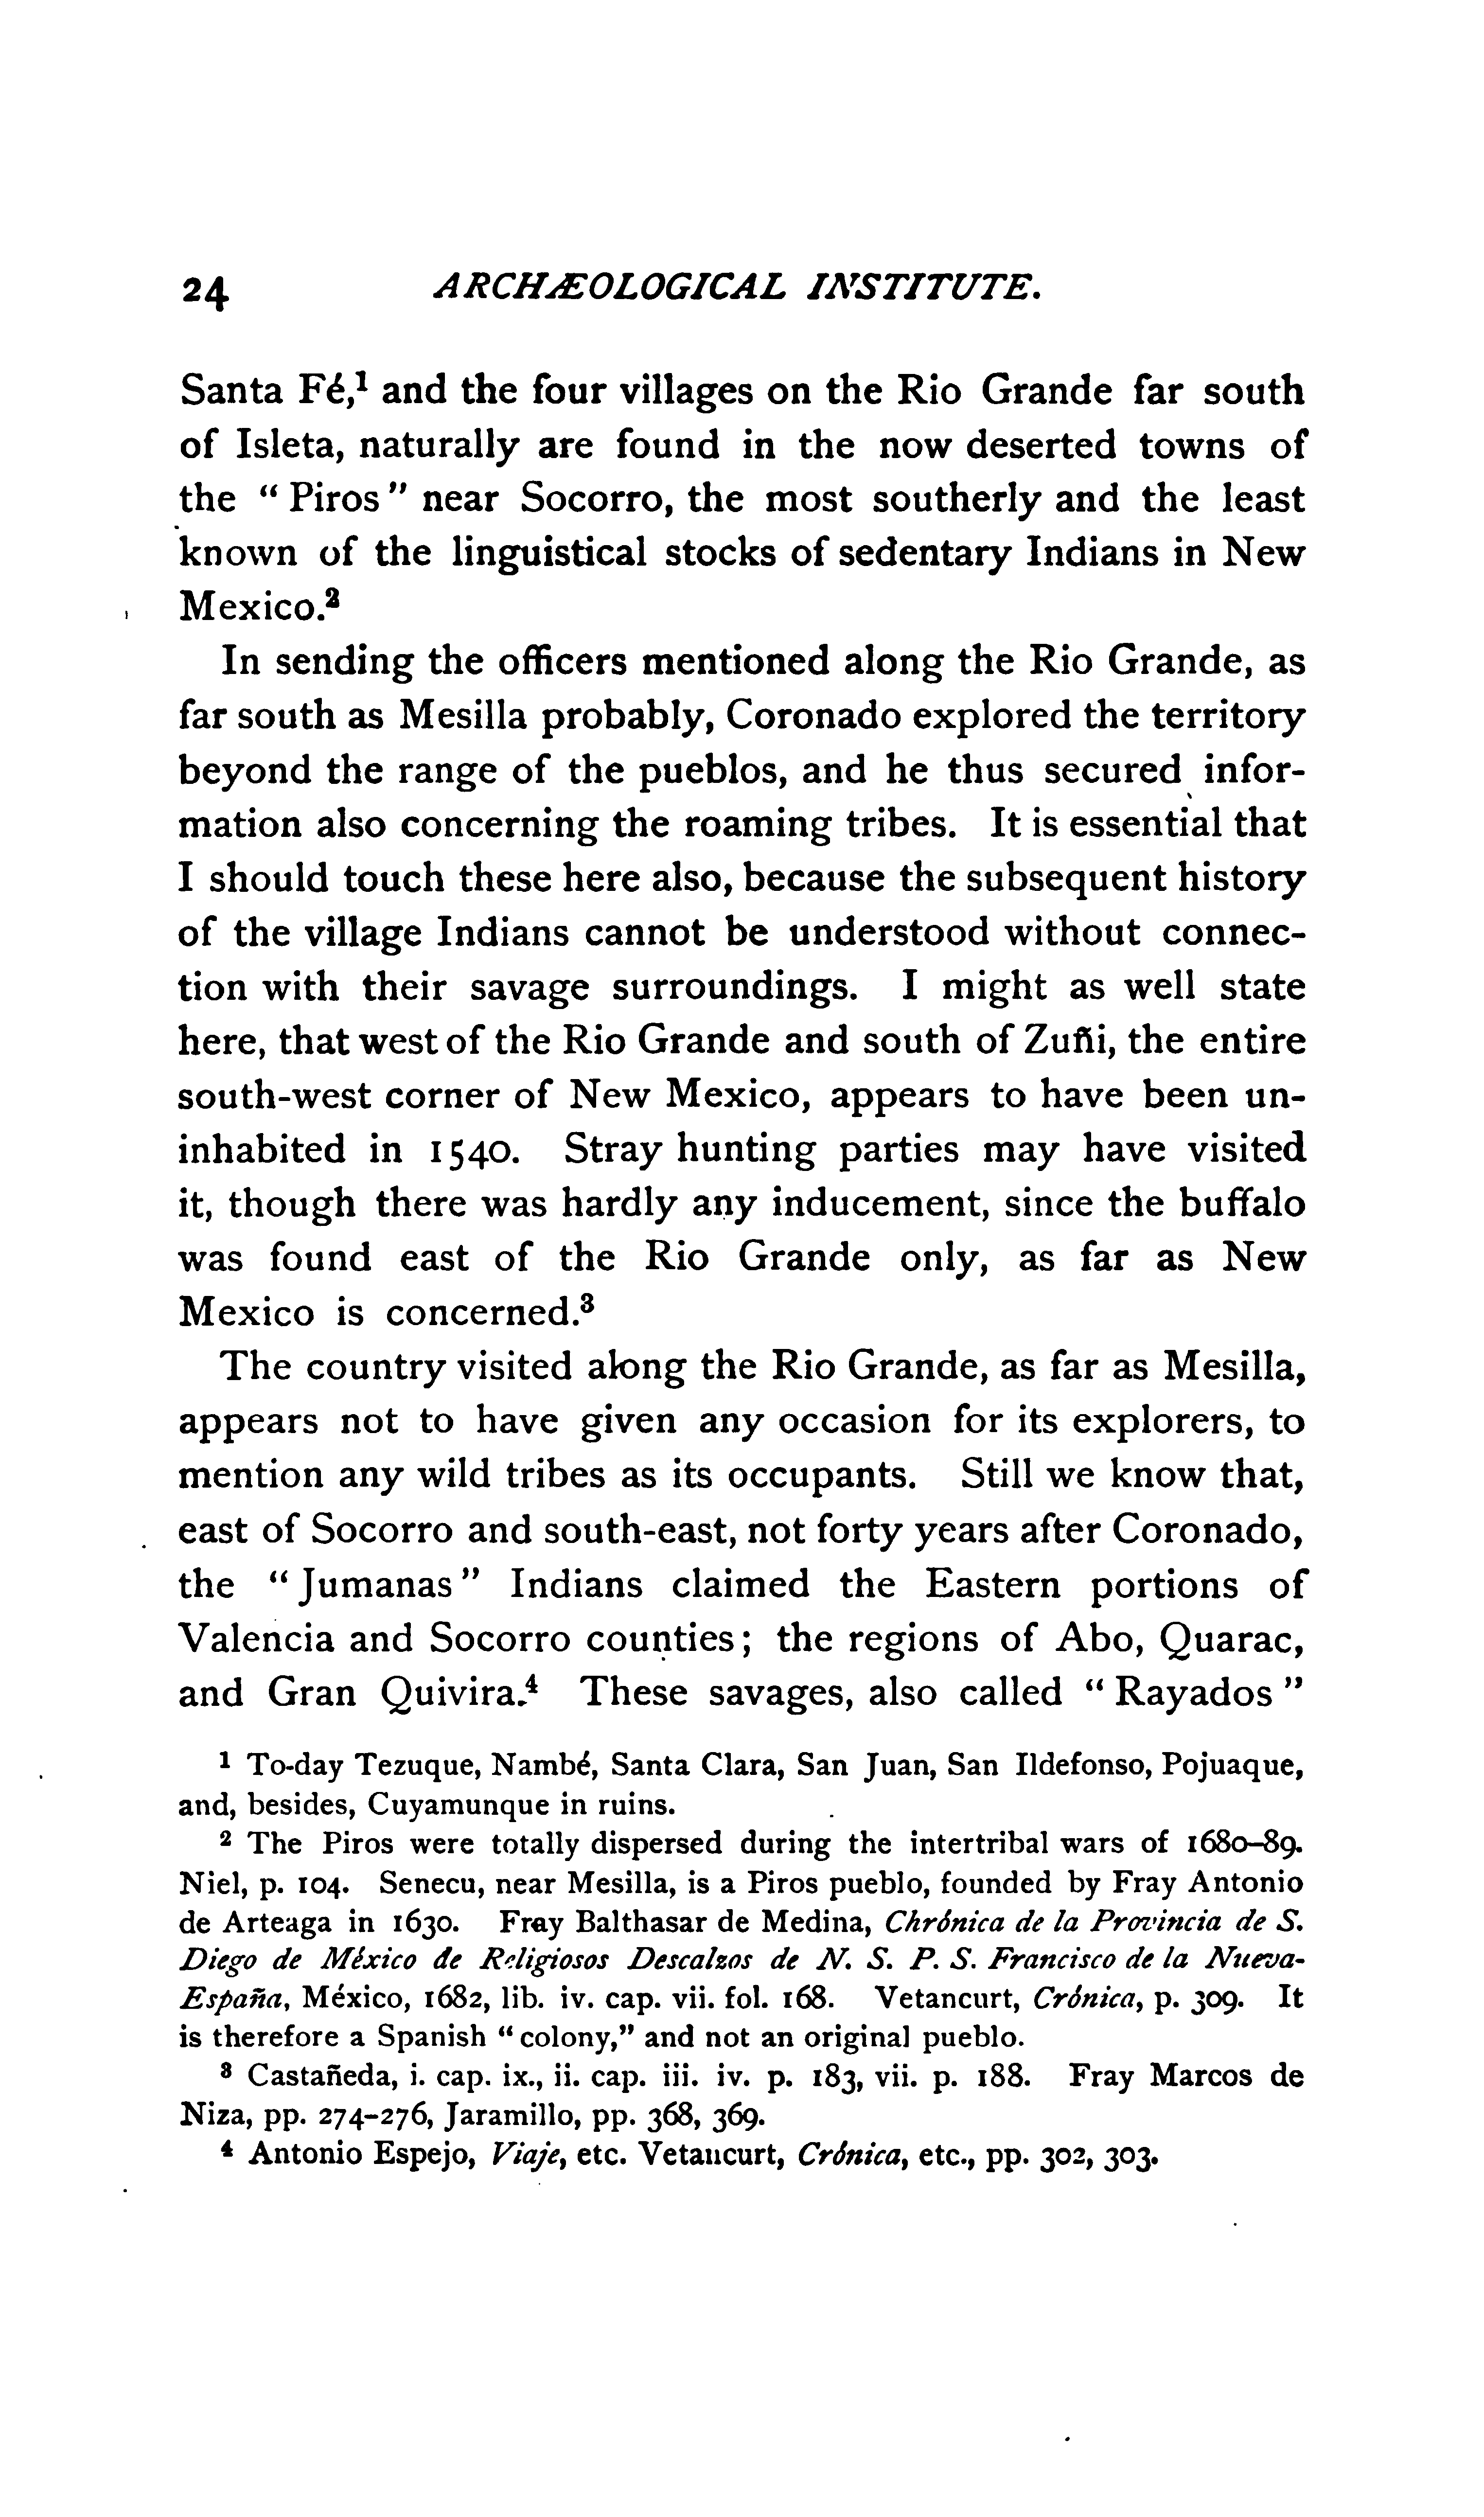 24 ARCHÆOLOGICAL INSTITUTE.
Santa Fé,¹ and the four villages on the Rio Grande far south
of Isleta, naturally are found in the now deserted towns of
the “Piros” near Socorro, the most southerly and the least
known of the linguistical stocks of sedentary Indians in New
Mexico.²
In sending the officers mentioned along the Rio Grande, as
far south as Mesilla probably, Coronado explored the territory
beyond the range of the pueblos, and he thus secured infor-
mation also concerning the roaming tribes. It is essential that
I should touch these here also, because the subsequent history
of the village Indians cannot be understood without connec-
tion with their savage surroundings. I might as well state
here, that west of the Rio Grande and south of Zuñi, the entire
south-west corner of New Mexico, appears to have been un-
inhabited in 1540. Stray hunting parties may have visited
it, though there was hardly any inducement, since the buffalo
was found east of the Rio Grande only, as far as New
Mexico is concerned.³
The country visited along the Rio Grande, as far as Mesilla,
appears not to have given any occasion for its explorers, to
mention any wild tribes as its occupants. Still we know that,
east of Socorro and south-east, not forty years after Coronado,
the “Jumanas” Indians claimed the Eastern portions of
Valencia and Socorro counties; the regions of Abo, Quarac,
and Gran Quivira.⁴ These savages, also called “Rayados”
¹ To-day Tezuque, Nambé, Santa Clara, San Juan, San Ildefonso, Pojuaque,
and, besides, Cuyamunque in ruins.
² The Piros were totally dispersed during the intertribal wars of 1680–89.
Niel, p. 104. Senecu, near Mesilla, is a Piros pueblo, founded by Fray Antonio
de Arteaga in 1630. Fray Balthasar de Medina, Chrónica de la Provincia de S.
Diego de México de Religiosos Descalzos de N. S. P. S. Francisco de la Nueva-
España, México, 1682, lib. iv. cap. vii. fol. 168. Vetancurt, Crónica, p. 309. It
is therefore a Spanish “colony,” and not an original pueblo.
³ Castañeda, i. cap. ix., ii. cap. iii. iv. p. 183, vii. p. 188. Fray Marcos de
Niza, pp. 274–276, Jaramillo, pp. 368, 369.
⁴ Antonio Espejo, Viaje, etc. Vetancurt, Crónica, etc., pp. 302, 303.